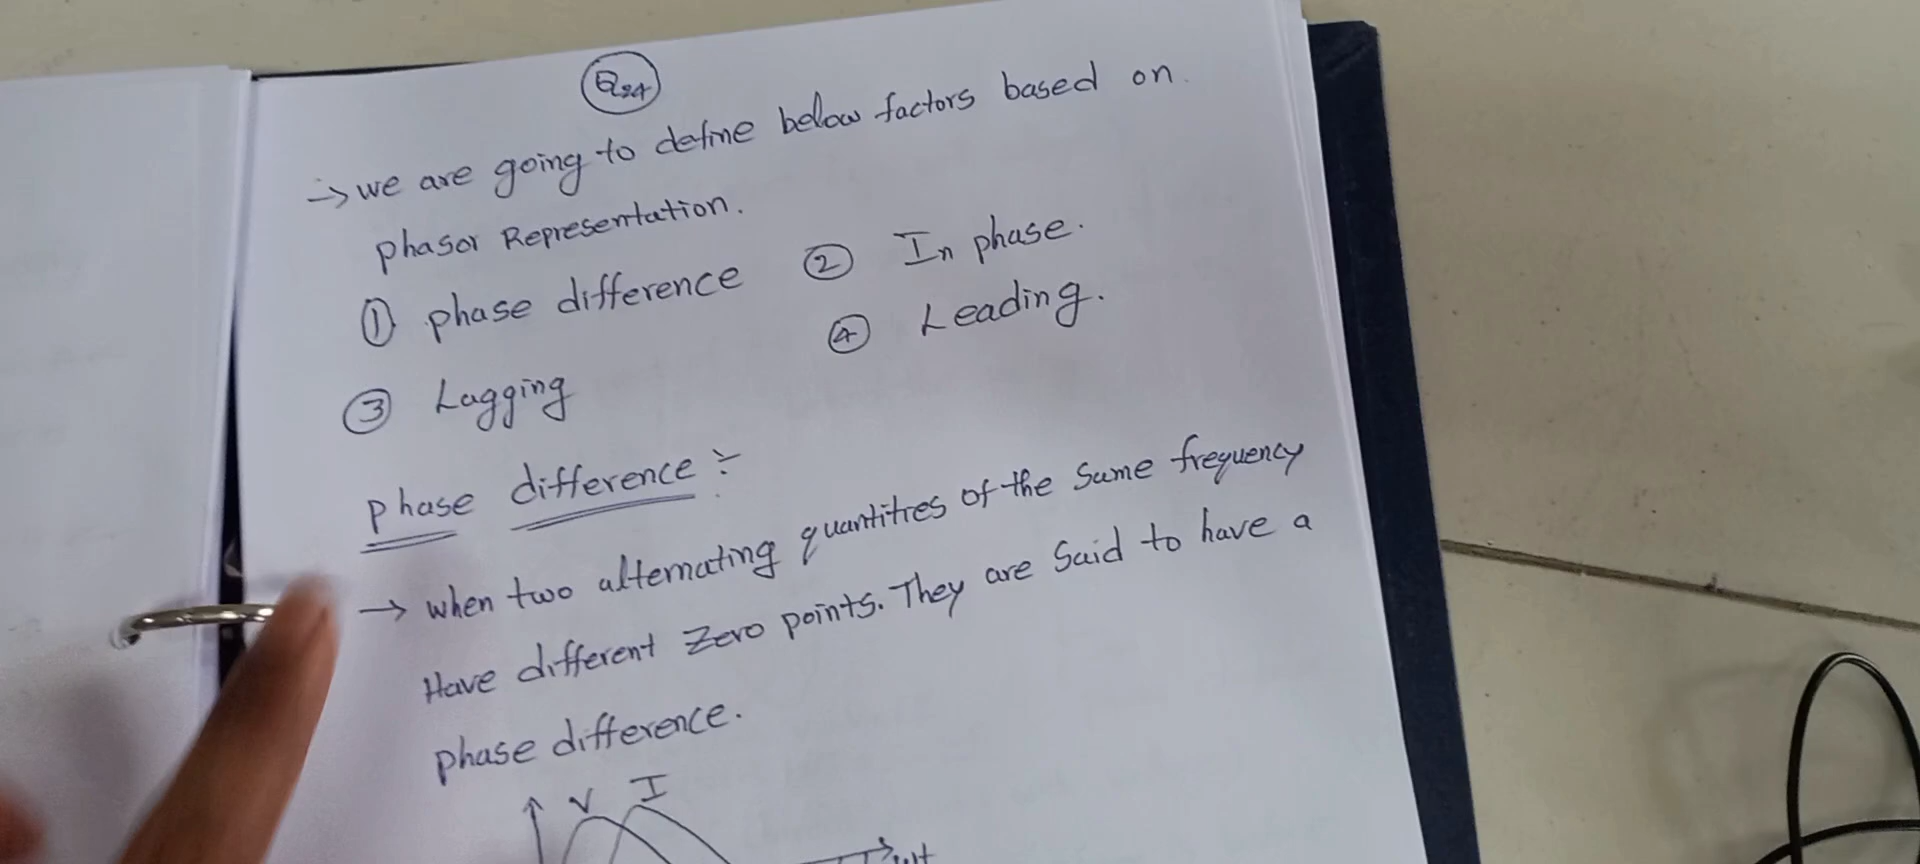 Q24
→ we are going to define below factors based on
phasor Representation.
① phase difference ② In phase.
③ Lagging ④ Leading.
phase difference :-
→ when two alternating quantities of the same frequency
Have different zero points. They are said to have a
phase difference.
V I
wt